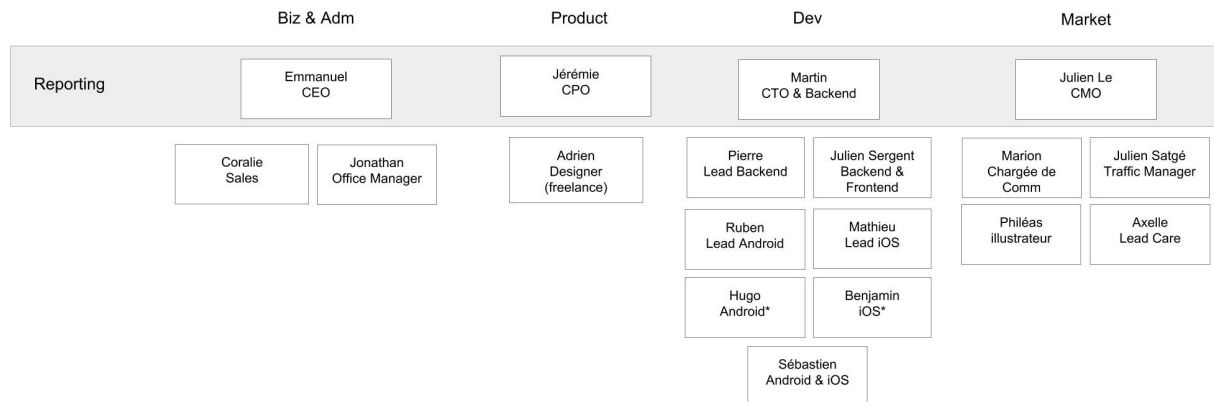 Biz & Adm
Product
Dev
Market
Reporting
Emmanuel
CEO
Jérémie
CPO
Martin
CTO & Backend
Julien Le
CMO
Coralie
Sales
Jonathan
Office Manager
Adrien
Designer
(freelance)
Pierre
Lead Backend
Julien Sergent
Backend &
Frontend
Marion
Chargée de
Comm
Julien Satgé
Traffic Manager
Ruben
Lead Android
Mathieu
Lead iOS
Philéas
illustrateur
Axelle
Lead Care
Hugo
Android*
Benjamin
iOS*
Sébastien
Android & iOS